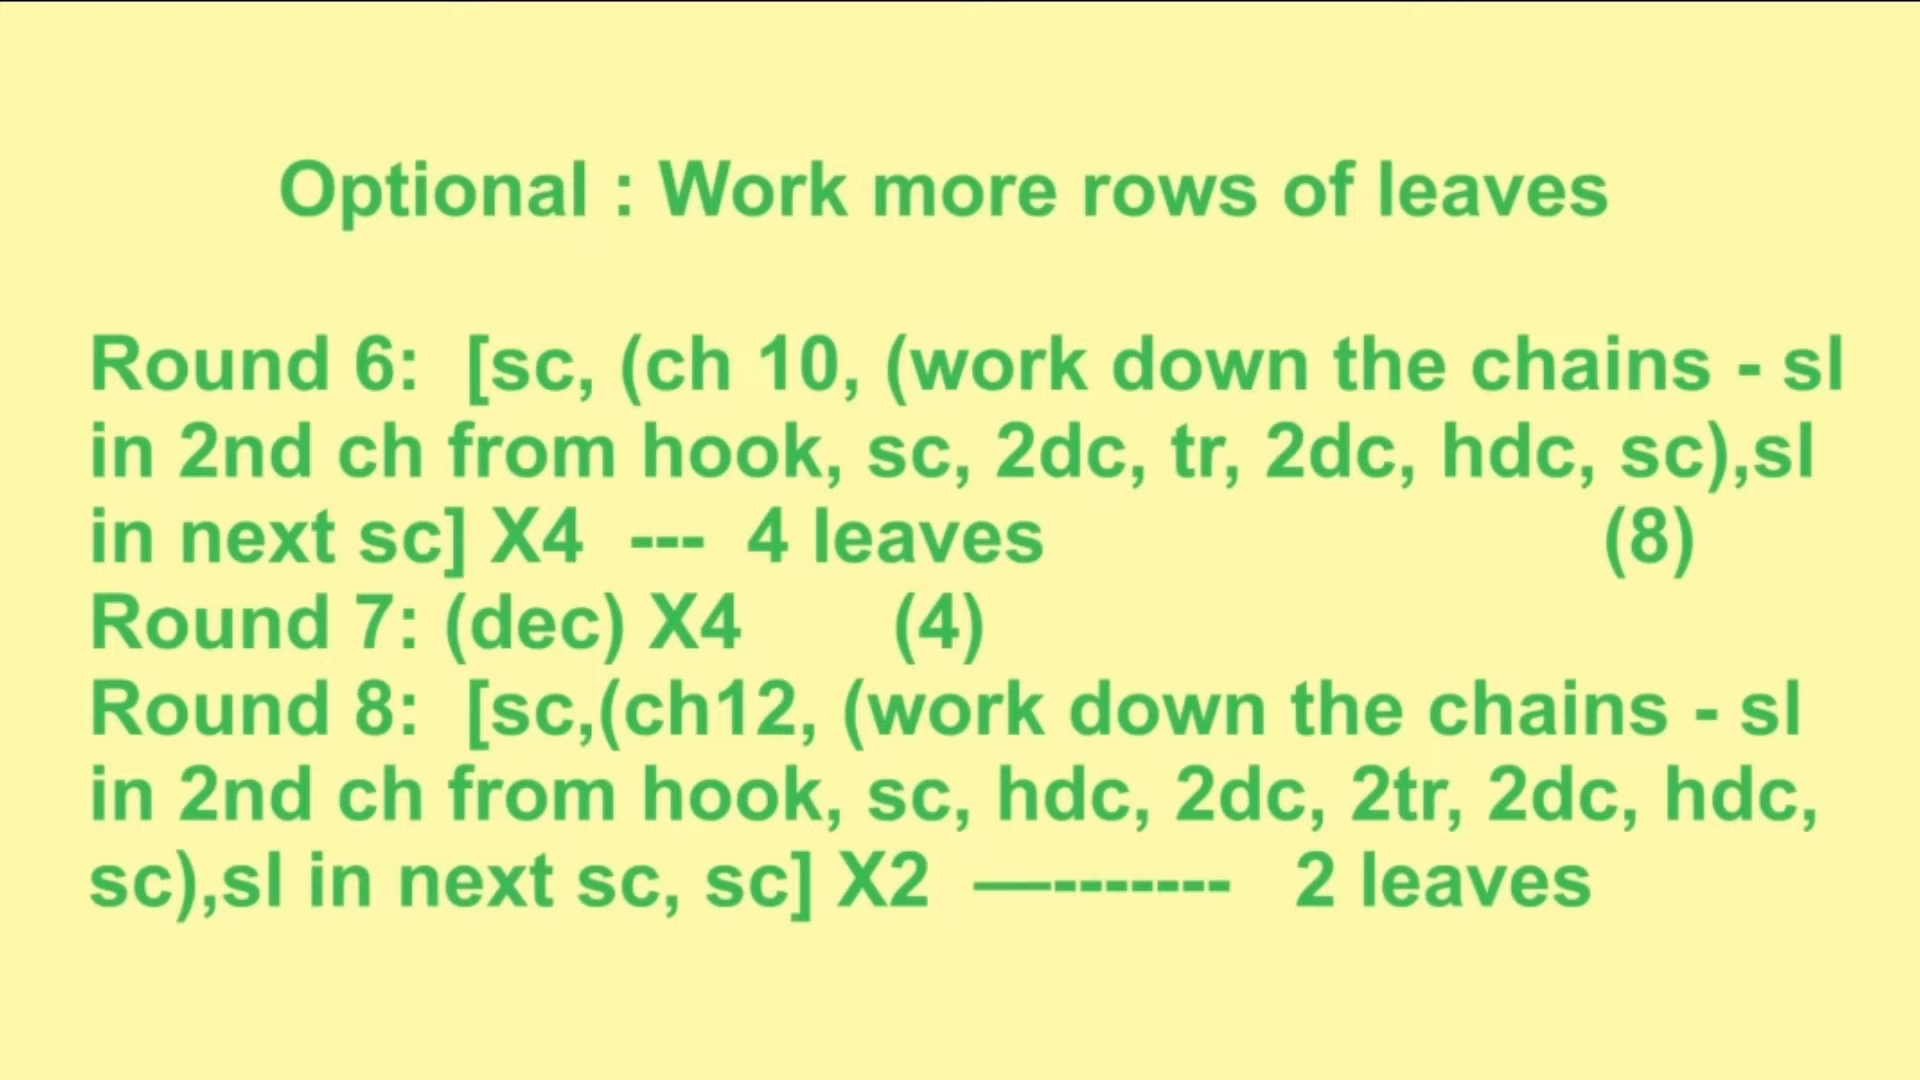 Optional : Work more rows of leaves
Round 6:  [sc, (ch 10, (work down the chains - sl
in 2nd ch from hook, sc, 2dc, tr, 2dc, hdc, sc),sl
in next sc] X4  ---  4 leaves (8)
Round 7: (dec) X4 (4)
Round 8:  [sc,(ch12, (work down the chains - sl
in 2nd ch from hook, sc, hdc, 2dc, 2tr, 2dc, hdc,
sc),sl in next sc, sc] X2  —-------  2 leaves